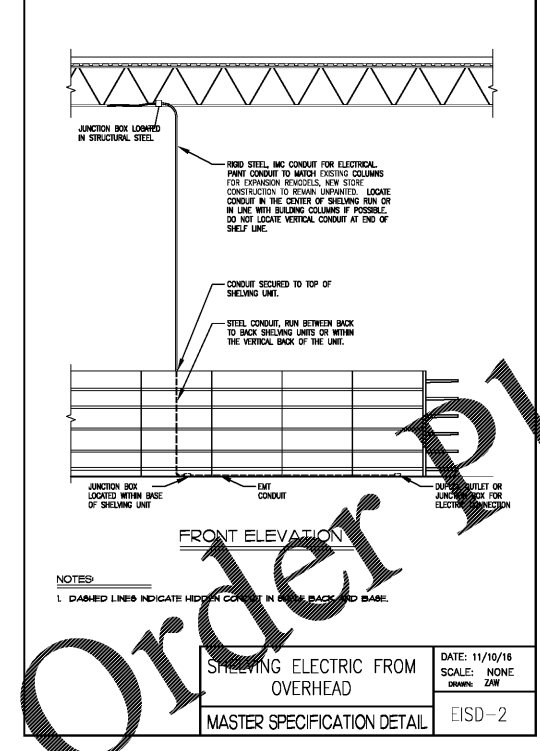 JUNCTION BOX LOCATED
IN STRUCTURAL STEEL
RIGID STEEL, IMC CONDUIT FOR ELECTRICAL.
PAINT CONDUIT TO MATCH EXISTING COLUMNS
FOR EXPANSION REMODELS, NEW STORE
CONSTRUCTION TO REMAIN UNPAINTED. LOCATE
CONDUIT IN THE CENTER OF SHELVING RUN OR
IN LINE WITH BUILDING COLUMNS IF POSSIBLE.
DO NOT LOCATE VERTICAL CONDUIT AT END OF
SHELF LINE.
CONDUIT SECURED TO TOP OF
SHELVING UNIT.
STEEL CONDUIT, RUN BETWEEN BACK
TO BACK SHELVING UNITS OR WITHIN
THE VERTICAL BACK OF THE UNIT.
JUNCTION BOX
LOCATED WITHIN BASE
OF SHELVING UNIT
EMT
CONDUIT
DUPLEX OUTLET OR
JUNCTION BOX FOR
ELECTRIC CONNECTION
FRONT ELEVATION
NOTES:
1. DASHED LINES INDICATE HIDDEN CONDUIT IN SHELF BACK AND BASE.
SHELVING ELECTRIC FROM
OVERHEAD
MASTER SPECIFICATION DETAIL
DATE: 11/10/16
SCALE: NONE
DRAWN: ZAW
EISD-2
Order Pl